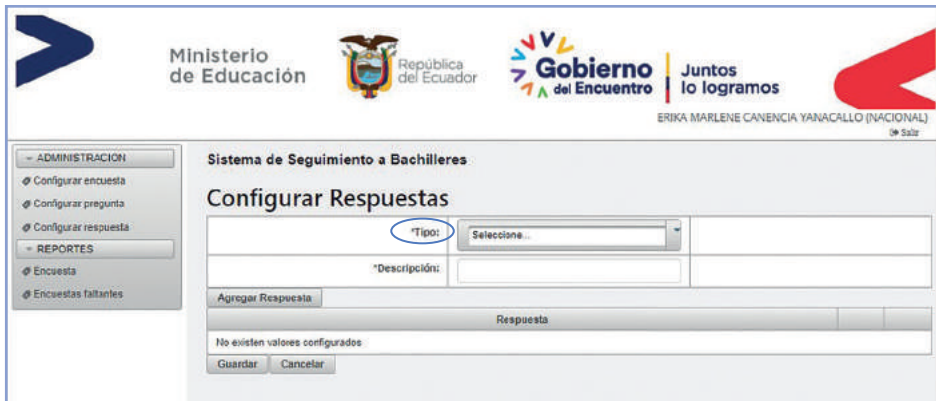 Ministerio
de Educación
República
del Ecuador
Gobierno
del Encuentro
Juntos
lo logramos
ERIKA MARLENE CANENCIA YANACALLO (NACIONAL)
Salir
ADMINISTRACIÓN
Configurar encuesta
Configurar pregunta
Configurar respuesta
REPORTES
Encuesta
Encuestas faltantes
Sistema de Seguimiento a Bachilleres
Configurar Respuestas
*Tipo:
Seleccione...
*Descripción:
Agregar Respuesta
Respuesta
No existen valores configurados
Guardar
Cancelar